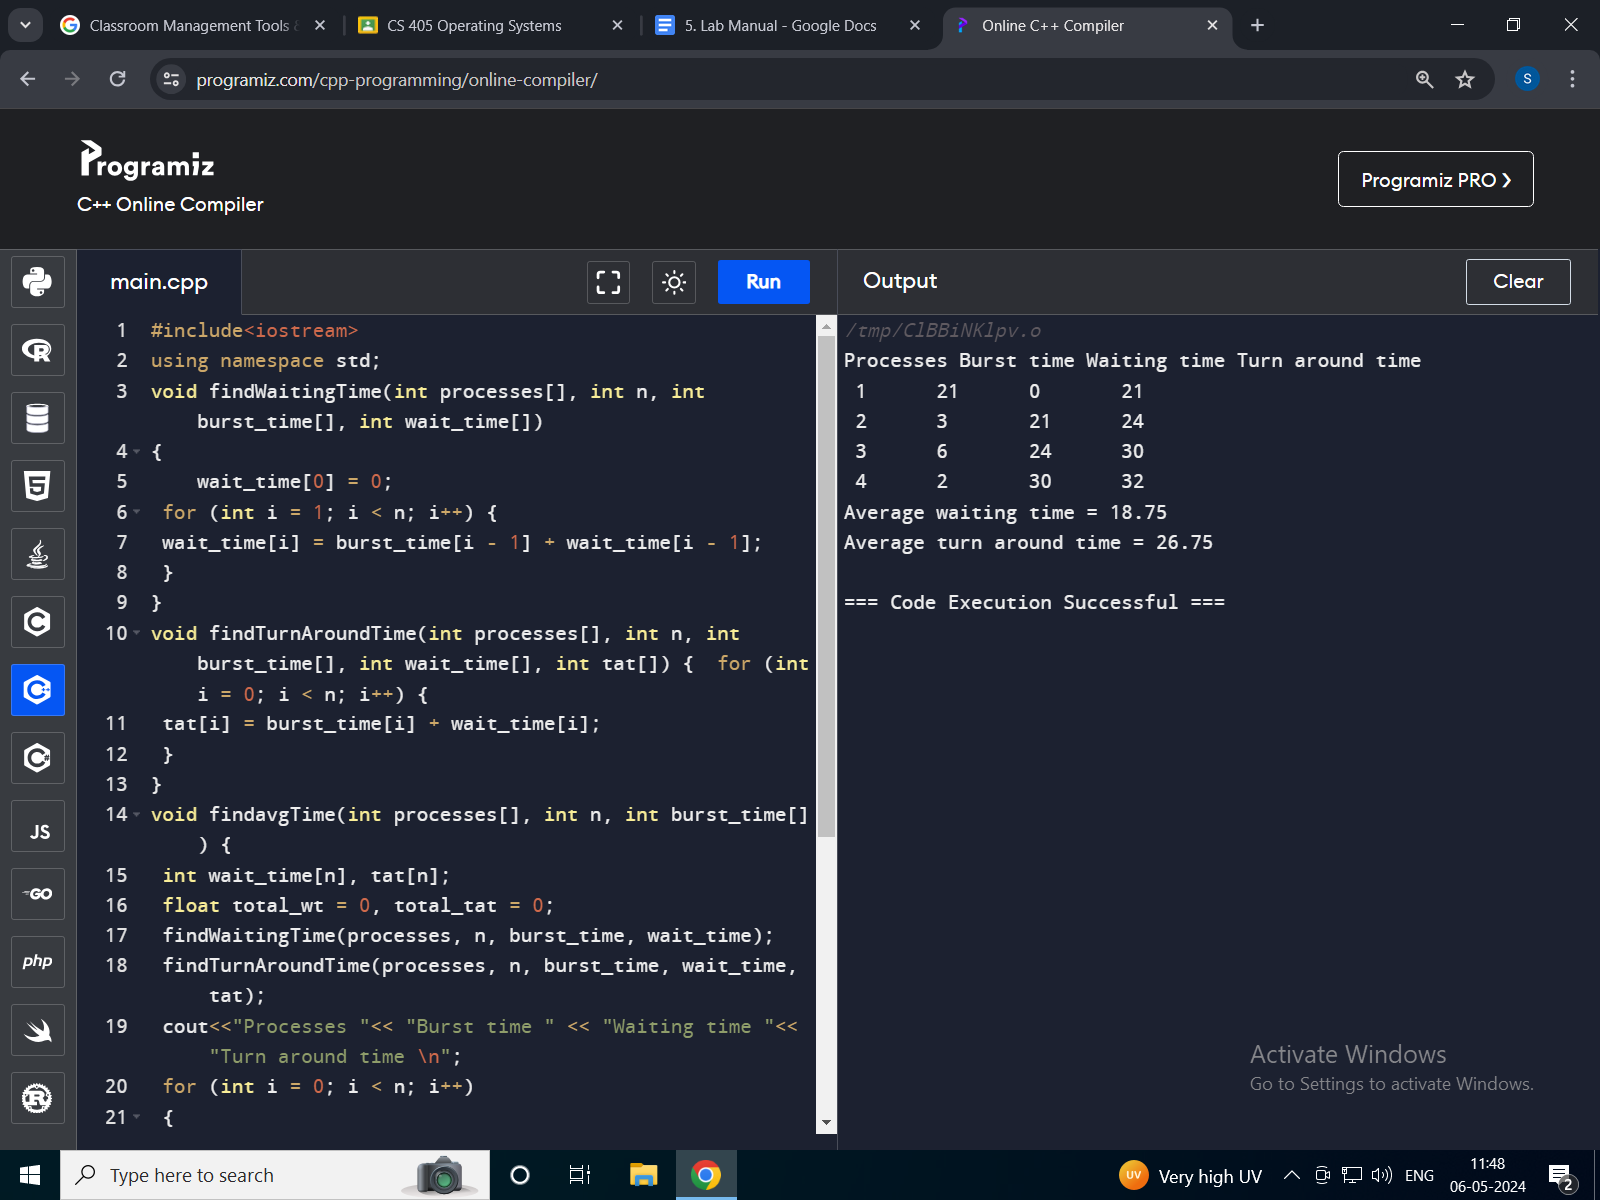 Classroom Management Tools &
CS 405 Operating Systems
5. Lab Manual - Google Docs
Online C++ Compiler
programiz.com/cpp-programming/online-compiler/
S
Programiz
C++ Online Compiler
Programiz PRO ❯
main.cpp
Run
Output
Clear
1 #include<iostream>
2 using namespace std;
3 void findWaitingTime(int processes[], int n, int
burst_time[], int wait_time[])
4 {
5 wait_time[0] = 0;
6 for (int i = 1; i < n; i++) {
7 wait_time[i] = burst_time[i - 1] + wait_time[i - 1];
8 }
9 }
10 void findTurnAroundTime(int processes[], int n, int
burst_time[], int wait_time[], int tat[]) {  for (int
i = 0; i < n; i++) {
11 tat[i] = burst_time[i] + wait_time[i];
12 }
13 }
14 void findavgTime(int processes[], int n, int burst_time[]
) {
15 int wait_time[n], tat[n];
16 float total_wt = 0, total_tat = 0;
17 findWaitingTime(processes, n, burst_time, wait_time);
18 findTurnAroundTime(processes, n, burst_time, wait_time,
tat);
19 cout<<"Processes "<< "Burst time " << "Waiting time "<<
"Turn around time \n";
20 for (int i = 0; i < n; i++)
21 {
/tmp/ClBBiNKlpv.o
Processes Burst time Waiting time Turn around time
1 21 0 21
2 3 21 24
3 6 24 30
4 2 30 32
Average waiting time = 18.75
Average turn around time = 26.75
=== Code Execution Successful ===
R
5
C
C++
C#
JS
GO
php
R
Activate Windows
Go to Settings to activate Windows.
Type here to search
UV
Very high UV
ENG
11:48
06-05-2024
2